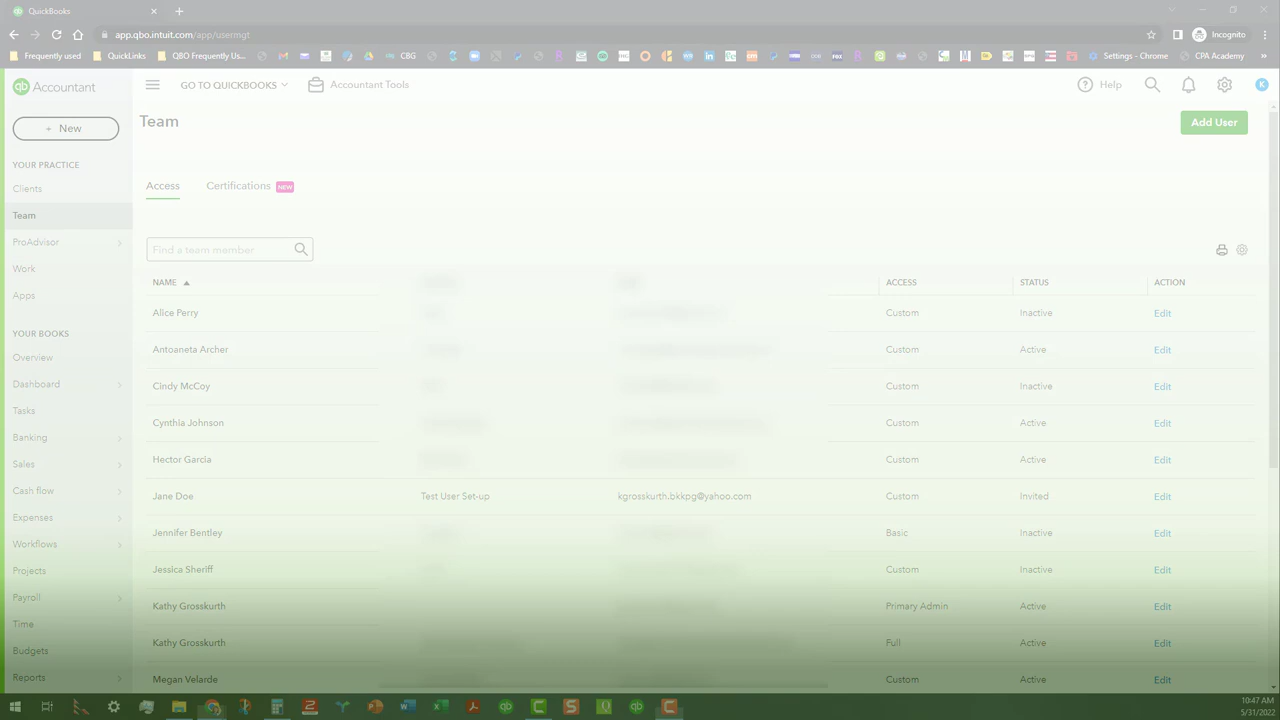 QuickBooks
app.qbo.intuit.com/app/usermgt
Incognito
Frequently used
QuickLinks
QBO Frequently Us...
CBG
Settings - Chrome
CPA Academy
qb Accountant
GO TO QUICKBOOKS
Accountant Tools
Help
K
+ New
Team
Add User
YOUR PRACTICE
Clients
Team
ProAdvisor
Work
Apps
YOUR BOOKS
Overview
Dashboard
Tasks
Banking
Sales
Cash flow
Expenses
Workflows
Projects
Payroll
Time
Budgets
Reports
Access Certifications NEW
Find a team member
NAME ACCESS STATUS ACTION
Alice Perry Custom Inactive Edit
Antoaneta Archer Custom Active Edit
Cindy McCoy Custom Inactive Edit
Cynthia Johnson Custom Active Edit
Hector Garcia Custom Active Edit
Jane Doe Test User Set-up kgrosskurth.bkkpg@yahoo.com Custom Invited Edit
Jennifer Bentley Basic Inactive Edit
Jessica Sheriff Custom Inactive Edit
Kathy Grosskurth Primary Admin Active Edit
Kathy Grosskurth Full Active Edit
Megan Velarde Custom Active Edit
10:47 AM
5/31/2022